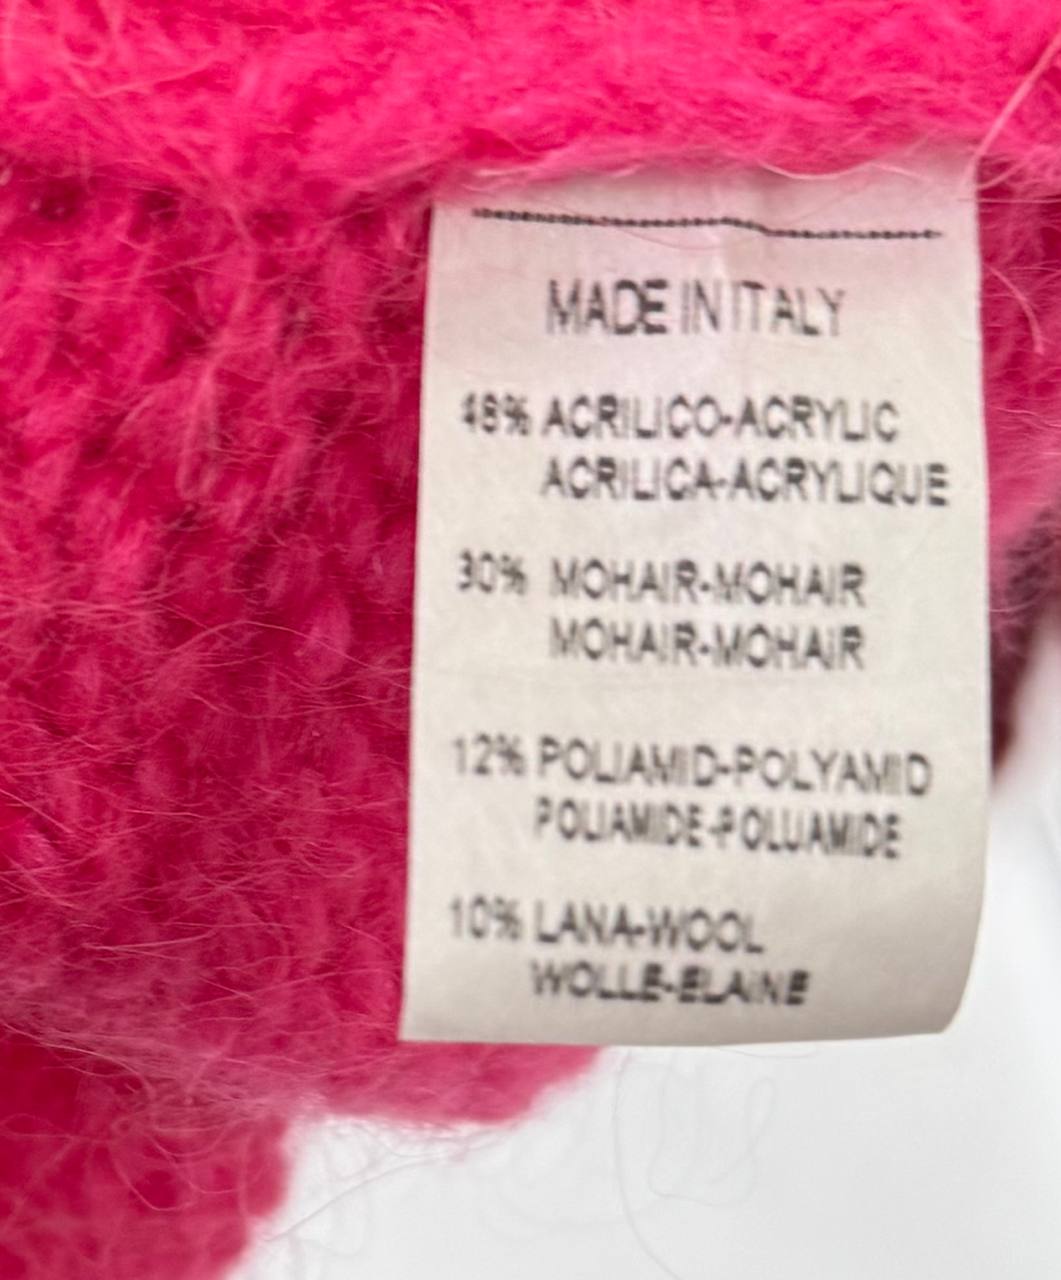 MADE IN ITALY
48% ACRILICO-ACRYLIC
ACRILICA-ACRYLIQUE
30% MOHAIR-MOHAIR
MOHAIR-MOHAIR
12% POLIAMID-POLYAMID
POLIAMIDE-POLLIAMIDE
10% LANA-WOOL
WOLLE-ELAINE